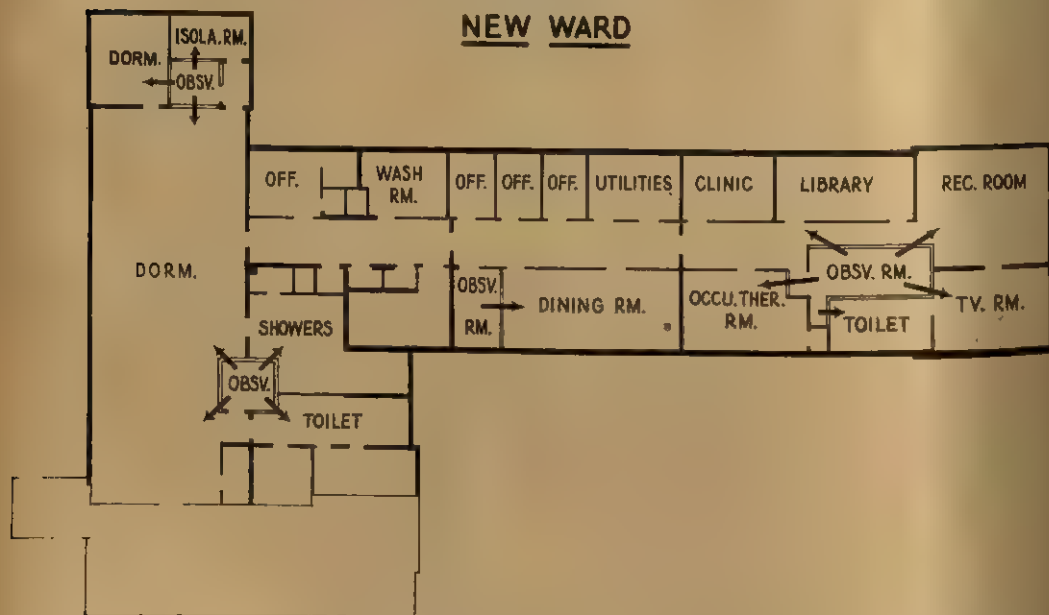 NEW WARD
ISOLA. RM.
DORM.
OBSV.
OFF.
WASH
RM.
OFF.
OFF.
OFF.
UTILITIES
CLINIC
LIBRARY
REC. ROOM
DORM.
OBSV.
RM.
DINING RM.
OCCU. THER.
RM.
OBSV. RM.
TOILET
TV. RM.
SHOWERS
OBSV.
TOILET